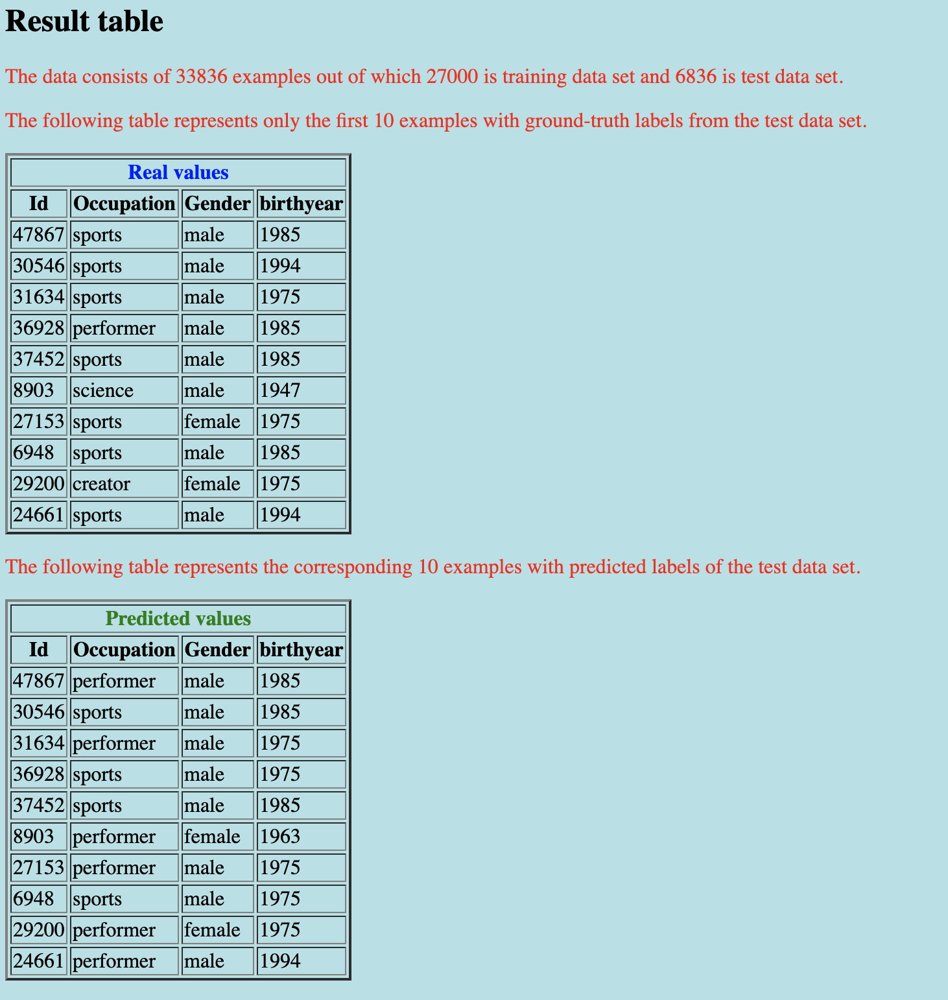 Result table
The data consists of 33836 examples out of which 27000 is training data set and 6836 is test data set.
The following table represents only the first 10 examples with ground-truth labels from the test data set.
Real values
Id Occupation Gender birthyear
47867 sports male 1985
30546 sports male 1994
31634 sports male 1975
36928 performer male 1985
37452 sports male 1985
8903 science male 1947
27153 sports female 1975
6948 sports male 1985
29200 creator female 1975
24661 sports male 1994
The following table represents the corresponding 10 examples with predicted labels of the test data set.
Predicted values
Id Occupation Gender birthyear
47867 performer male 1985
30546 sports male 1985
31634 performer male 1975
36928 sports male 1975
37452 sports male 1985
8903 performer female 1963
27153 performer male 1975
6948 sports male 1975
29200 performer female 1975
24661 performer male 1994